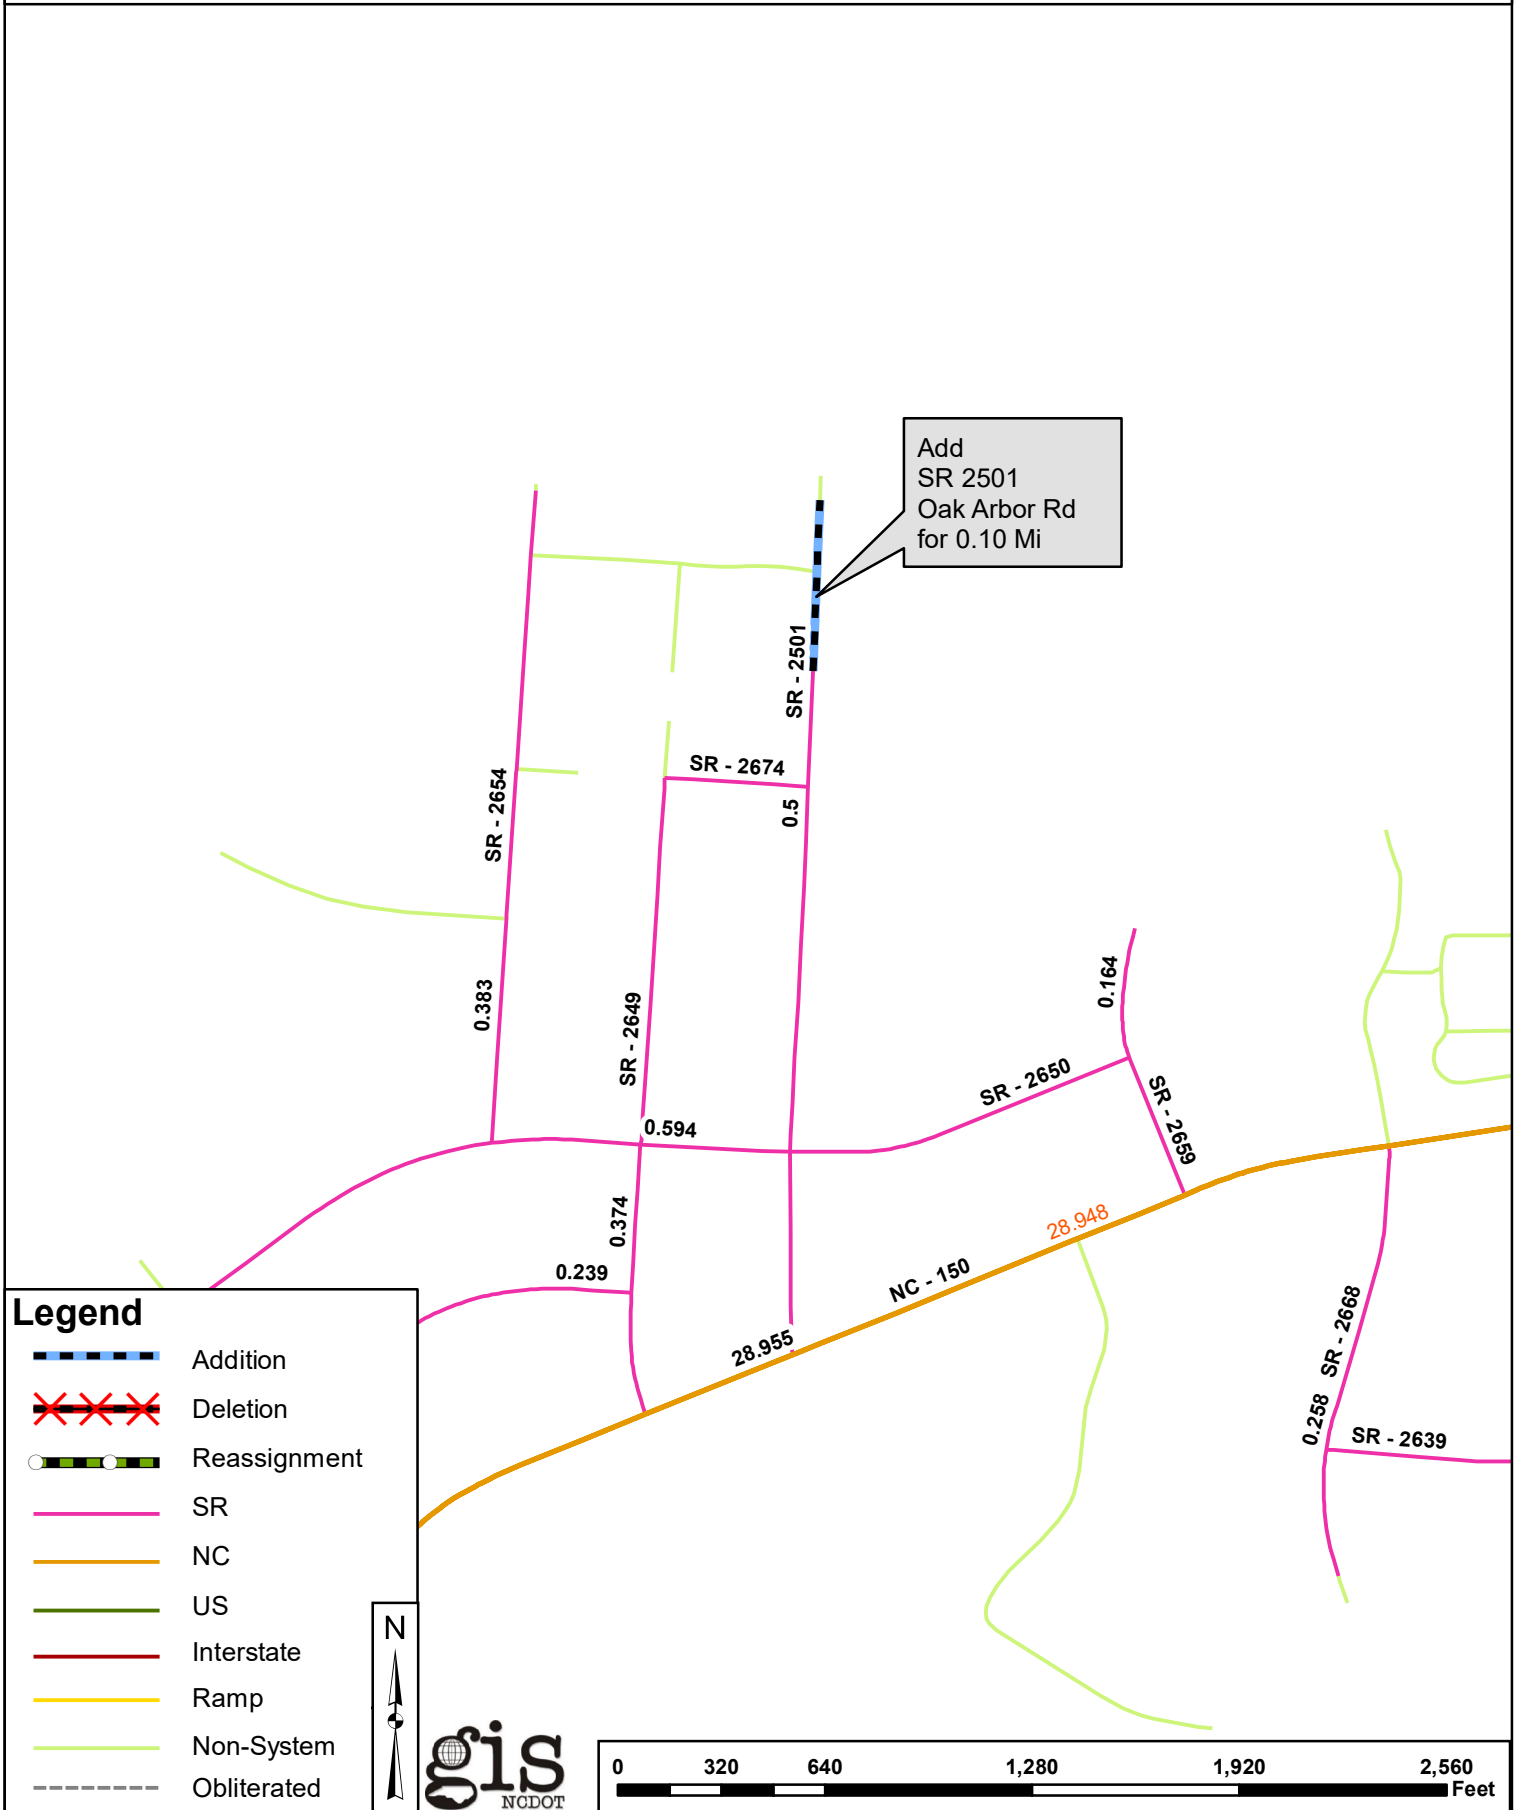 Add
SR 2501
Oak Arbor Rd
for 0.10 Mi
SR - 2501
SR - 2674
0.5
SR - 2654
0.383
SR - 2649
0.164
SR - 2650
SR - 2659
0.594
0.374
0.239
28.948
NC - 150
28.955
SR - 2668
0.258
SR - 2639
Legend
Addition
Deletion
Reassignment
SR
NC
US
Interstate
Ramp
Non-System
Obliterated
N
gis
NCDOT
0 320 640 1,280 1,920 2,560
Feet